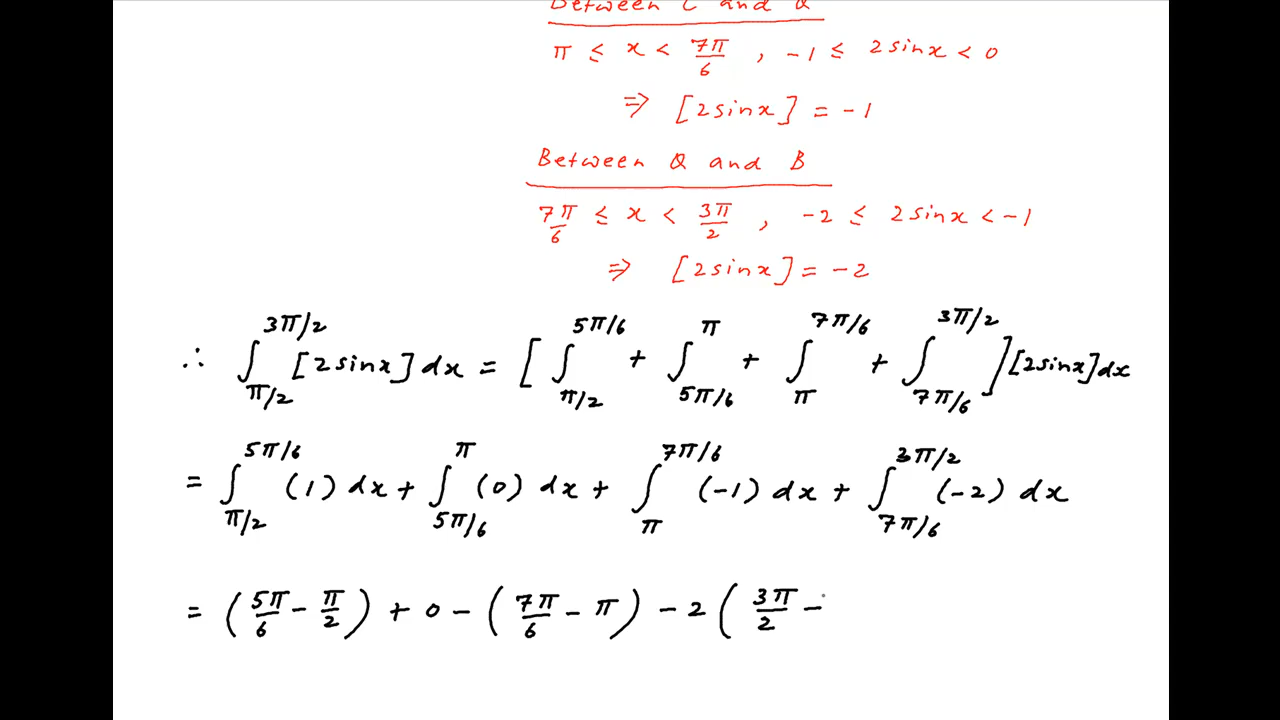 Between C and Q
π ≤ x < 7π/6 , -1 ≤ 2sinx < 0
⇒ [2sinx] = -1
Between Q and B
7π/6 ≤ x < 3π/2 , -2 ≤ 2sinx < -1
⇒ [2sinx] = -2
∴ ∫_{π/2}^{3π/2} [2sinx] dx = [ ∫_{π/2}^{5π/6} + ∫_{5π/6}^{π} + ∫_{π}^{7π/6} + ∫_{7π/6}^{3π/2} ] [2sinx] dx
= ∫_{π/2}^{5π/6} (1) dx + ∫_{5π/6}^{π} (0) dx + ∫_{π}^{7π/6} (-1) dx + ∫_{7π/6}^{3π/2} (-2) dx
= (5π/6 - π/2) + 0 - (7π/6 - π) - 2 (3π/2 -